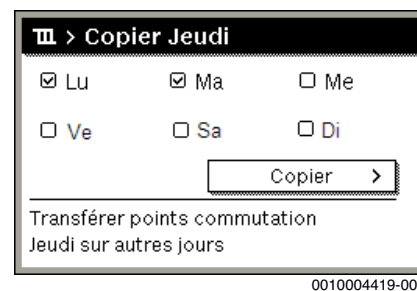 > Copier Jeudi
Lu Ma Me
Ve Sa Di
Copier >
Transférer points commutation
Jeudi sur autres jours
0010004419-00